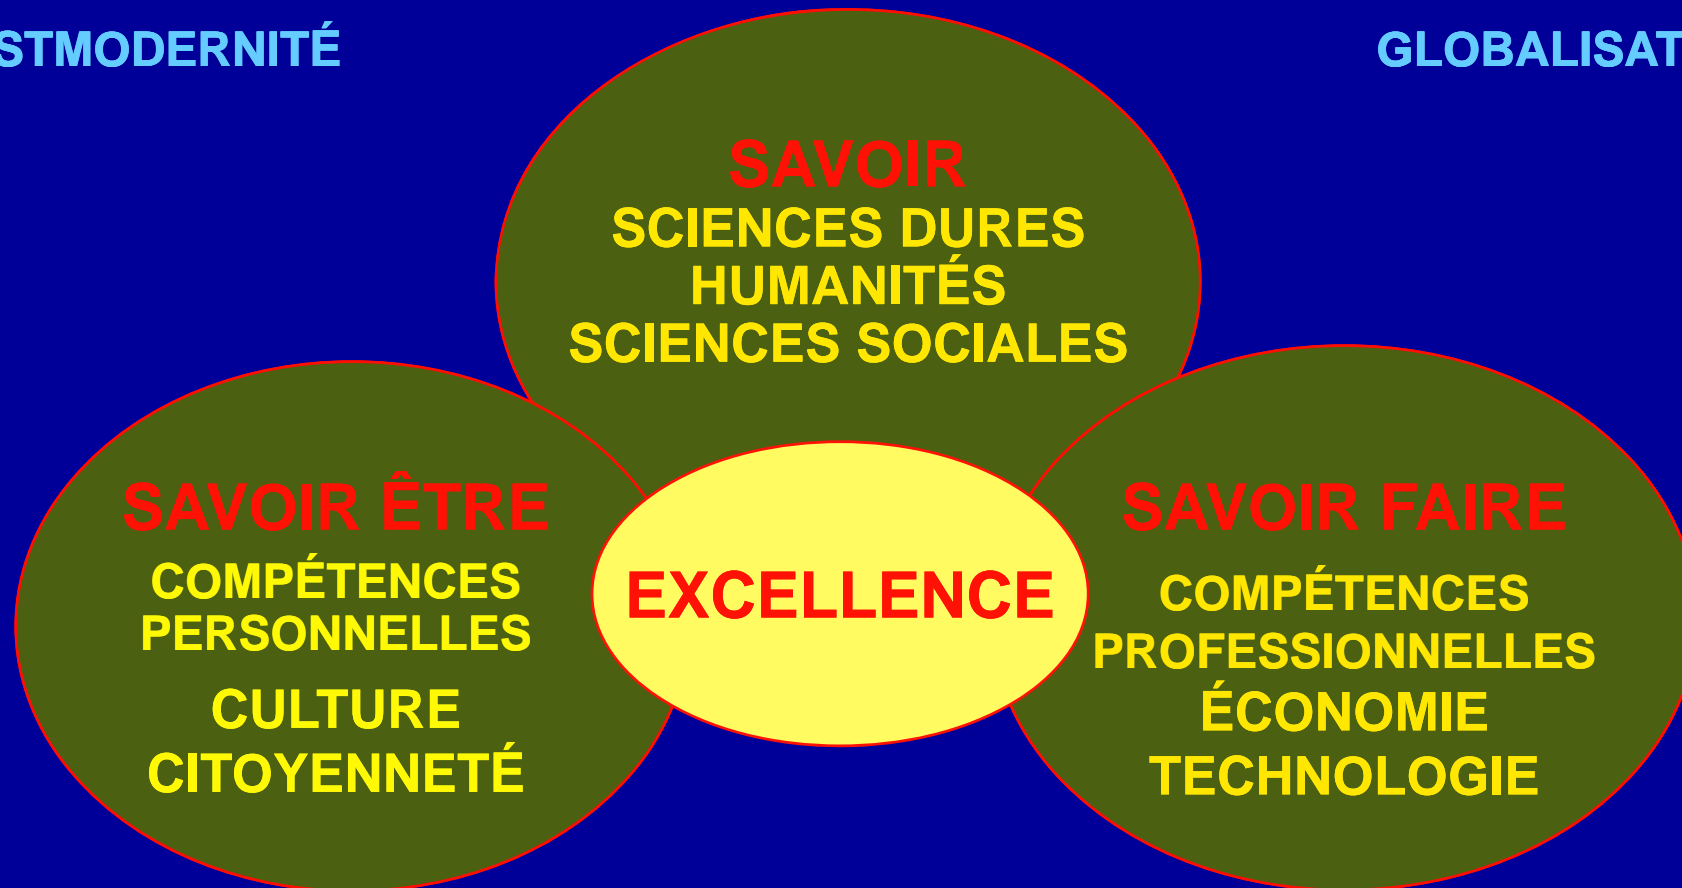 STMODERNITÉ
GLOBALISAT
SAVOIR
SCIENCES DURES
HUMANITÉS
SCIENCES SOCIALES
SAVOIR ÊTRE
COMPÉTENCES
PERSONNELLES
CULTURE
CITOYENNETÉ
EXCELLENCE
SAVOIR FAIRE
COMPÉTENCES
PROFESSIONNELLES
ÉCONOMIE
TECHNOLOGIE